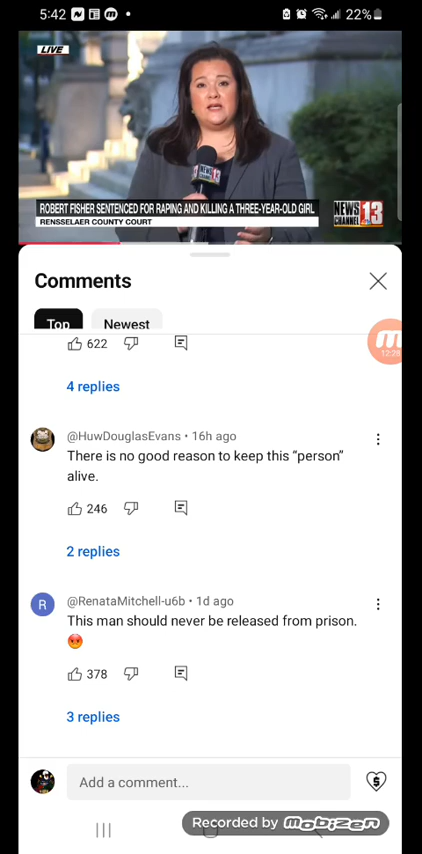 5:42
22%
LIVE
ROBERT FISHER SENTENCED FOR RAPING AND KILLING A THREE-YEAR-OLD GIRL
RENSSELAER COUNTY COURT
NEWS
CHANNEL 13
Comments
Top
Newest
12:28
622
4 replies
@HuwDouglasEvans • 16h ago
There is no good reason to keep this “person”
alive.
246
2 replies
R
@RenataMitchell-u6b • 1d ago
This man should never be released from prison.
😡
378
3 replies
Add a comment...
Recorded by mobizen